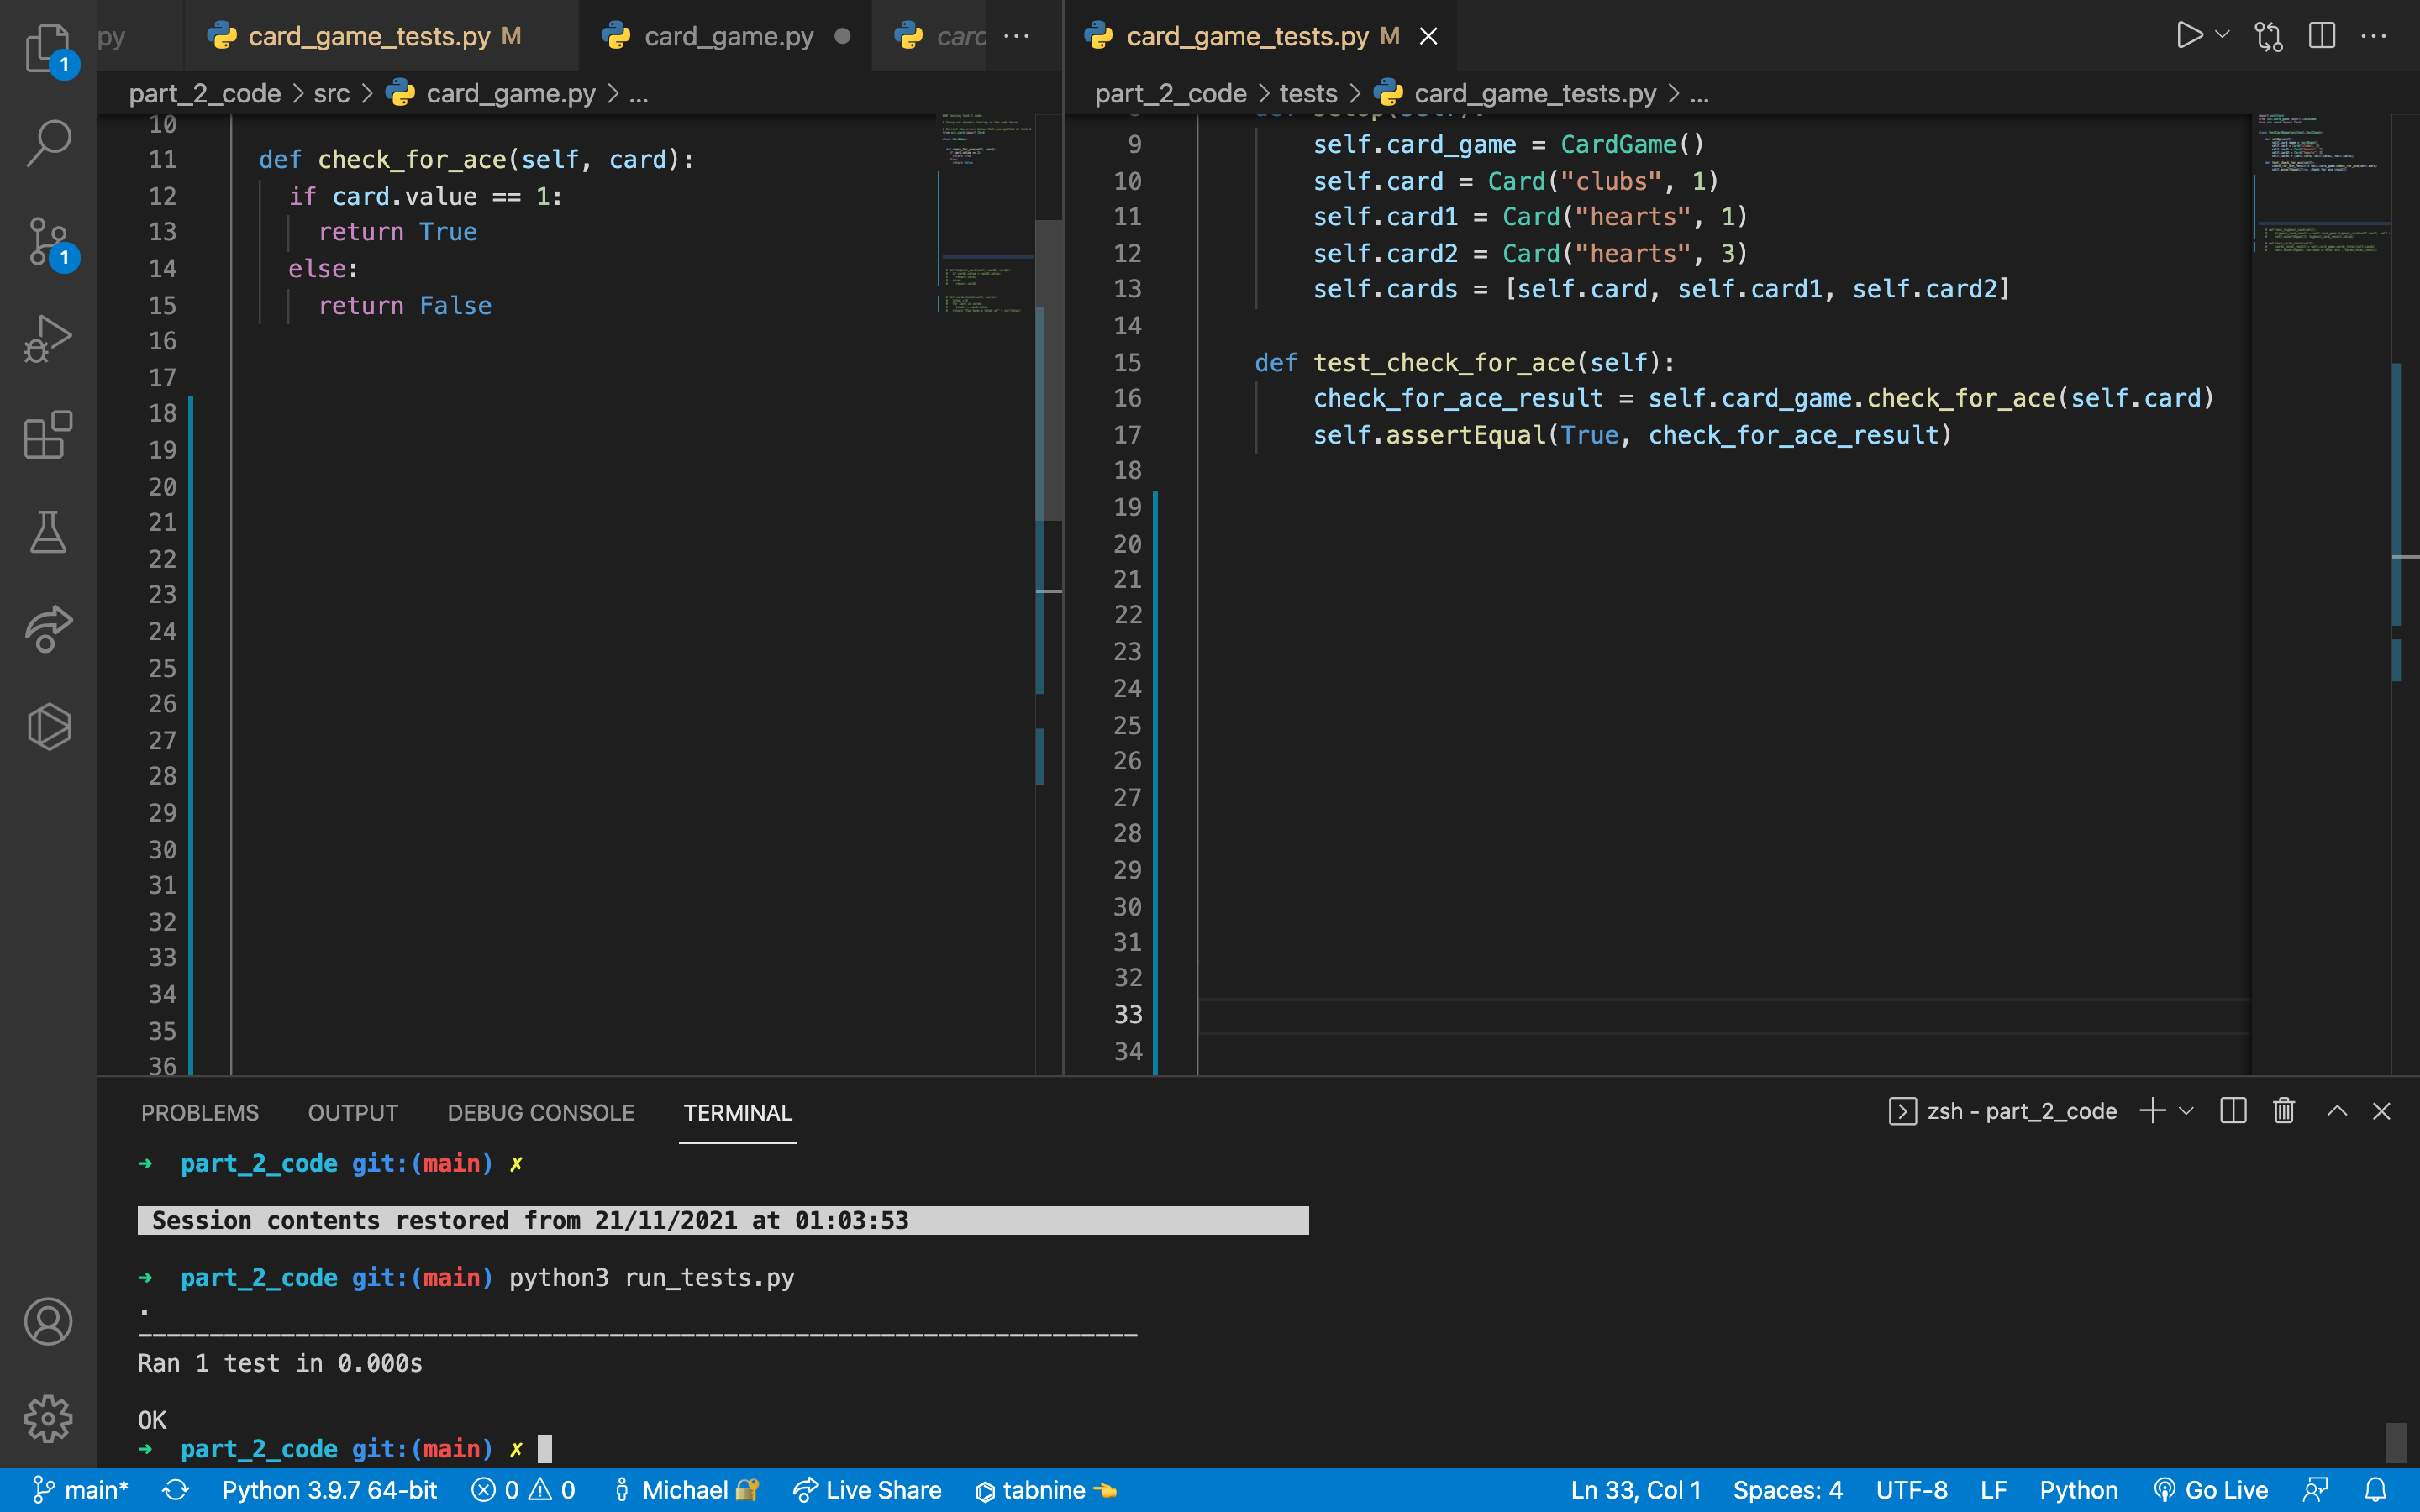 py
card_game_tests.py M
card_game.py
card
card_game_tests.py M
part_2_code > src > card_game.py > ...
10
11 def check_for_ace(self, card):
12 if card.value == 1:
13 return True
14 else:
15 return False
16
17
18
19
20
21
22
23
24
25
26
27
28
29
30
31
32
33
34
35
36
part_2_code > tests > card_game_tests.py > ...
9 self.card_game = CardGame()
10 self.card = Card("clubs", 1)
11 self.card1 = Card("hearts", 1)
12 self.card2 = Card("hearts", 3)
13 self.cards = [self.card, self.card1, self.card2]
14
15 def test_check_for_ace(self):
16 check_for_ace_result = self.card_game.check_for_ace(self.card)
17 self.assertEqual(True, check_for_ace_result)
18
19
20
21
22
23
24
25
26
27
28
29
30
31
32
33
34
1
1
PROBLEMS OUTPUT DEBUG CONSOLE TERMINAL
zsh - part_2_code
→ part_2_code git:(main) ✗
Session contents restored from 21/11/2021 at 01:03:53
→ part_2_code git:(main) python3 run_tests.py
.
----------------------------------------------------------------------
Ran 1 test in 0.000s
OK
→ part_2_code git:(main) ✗
main* Python 3.9.7 64-bit 0 0 Michael Live Share tabnine Ln 33, Col 1 Spaces: 4 UTF-8 LF Python Go Live